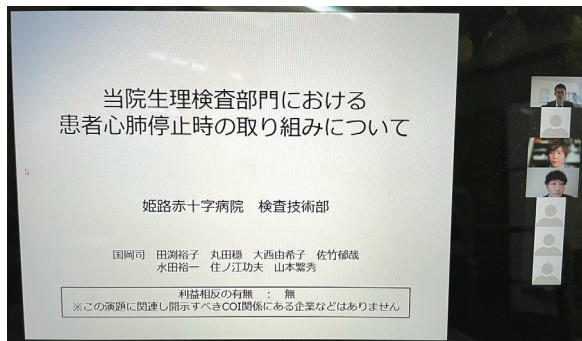 当院生理検査部門における
患者心肺停止時の取り組みについて
姫路赤十字病院　検査技術部
国岡司　田渕裕子　丸田穏　大西由希子　佐竹郁哉
水田裕一　住ノ江功夫　山本繁秀
利益相反の有無　：　無
※この演題に関連し開示すべきCOI関係にある企業などはありません